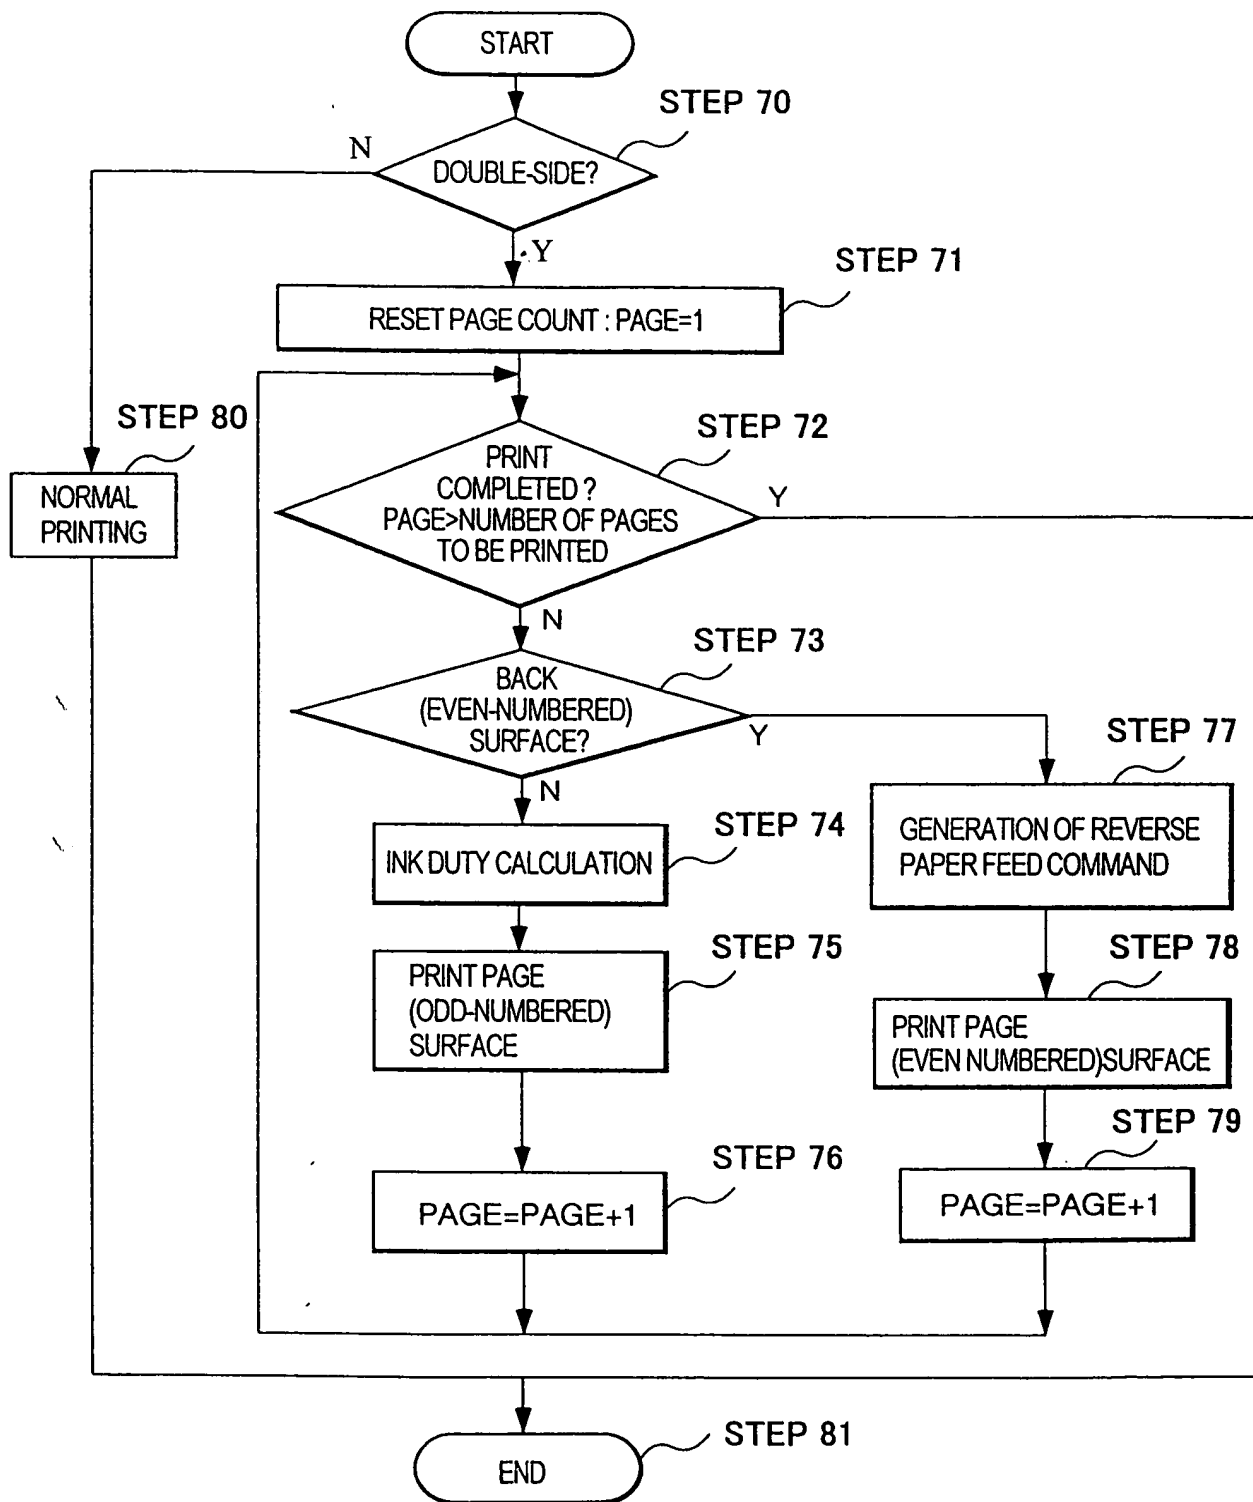 START
STEP 70
N
DOUBLE-SIDE?
Y
STEP 71
RESET PAGE COUNT : PAGE=1
STEP 80
NORMAL
PRINTING
STEP 72
PRINT
COMPLETED ?
PAGE>NUMBER OF PAGES
TO BE PRINTED
Y
N
STEP 73
BACK
(EVEN-NUMBERED)
SURFACE?
Y
N
STEP 77
GENERATION OF REVERSE
PAPER FEED COMMAND
STEP 74
INK DUTY CALCULATION
STEP 75
PRINT PAGE
(ODD-NUMBERED)
SURFACE
STEP 78
PRINT PAGE
(EVEN NUMBERED)SURFACE
STEP 76
PAGE=PAGE+1
STEP 79
PAGE=PAGE+1
STEP 81
END